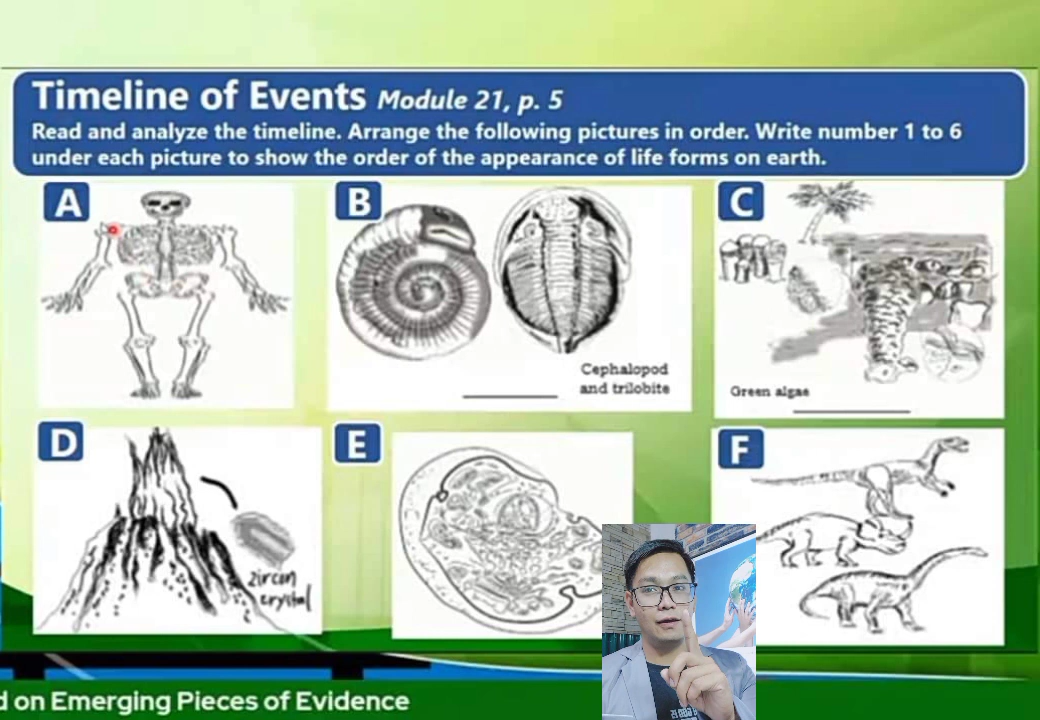 Timeline of Events Module 21, p. 5
Read and analyze the timeline. Arrange the following pictures in order. Write number 1 to 6
under each picture to show the order of the appearance of life forms on earth.
A
B
C
Cephalopod
and trilobite
Green algae
D
E
F
zircon
crystal
d on Emerging Pieces of Evidence